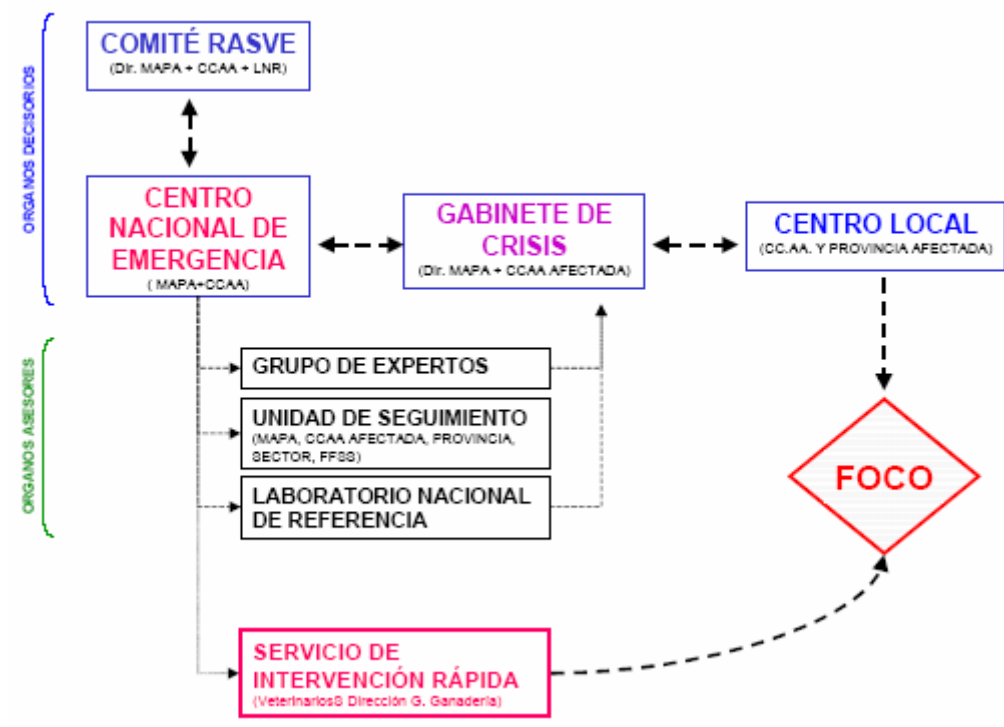 ORGANOS DECISORIOS
COMITÉ RASVE
(Dir. MAPA + CCAA + LNR)
CENTRO
NACIONAL DE
EMERGENCIA
( MAPA+CCAA)
GABINETE DE
CRISIS
(Dir. MAPA + CCAA AFECTADA)
CENTRO LOCAL
(CC.AA. Y PROVINCIA AFECTADA)
ORGANOS ASESORES
GRUPO DE EXPERTOS
UNIDAD DE SEGUIMIENTO
(MAPA, CCAA AFECTADA, PROVINCIA,
SECTOR, FFSS)
LABORATORIO NACIONAL
DE REFERENCIA
FOCO
SERVICIO DE
INTERVENCIÓN RÁPIDA
(VeterinariosS Dirección G. Ganadería)